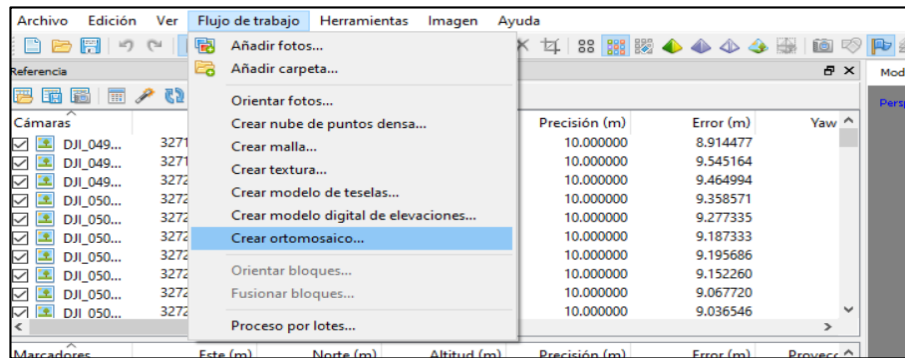 Archivo Edición Ver Flujo de trabajo Herramientas Imagen Ayuda
Añadir fotos...
Referencia
Añadir carpeta...
Mod
Orientar fotos...
Pers
Cámaras Crear nube de puntos densa... Precisión (m) Error (m) Yaw
DJI_049... 3271 Crear malla... 10.000000 8.914477
DJI_049... 3271 Crear textura... 10.000000 9.545164
DJI_049... 3272 Crear modelo de teselas... 10.000000 9.464994
DJI_050... 3272 10.000000 9.358571
DJI_050... 3272 Crear modelo digital de elevaciones... 10.000000 9.277335
DJI_050... 3272 Crear ortomosaico... 10.000000 9.187333
DJI_050... 3272 10.000000 9.195686
DJI_050... 3272 Orientar bloques... 10.000000 9.152260
DJI_050... 3272 Fusionar bloques... 10.000000 9.067720
DJI_050... 3272 10.000000 9.036546
Proceso por lotes...
Marcadores Este (m) Norte (m) Altitud (m) Precisión (m) Error (m) Proyecc